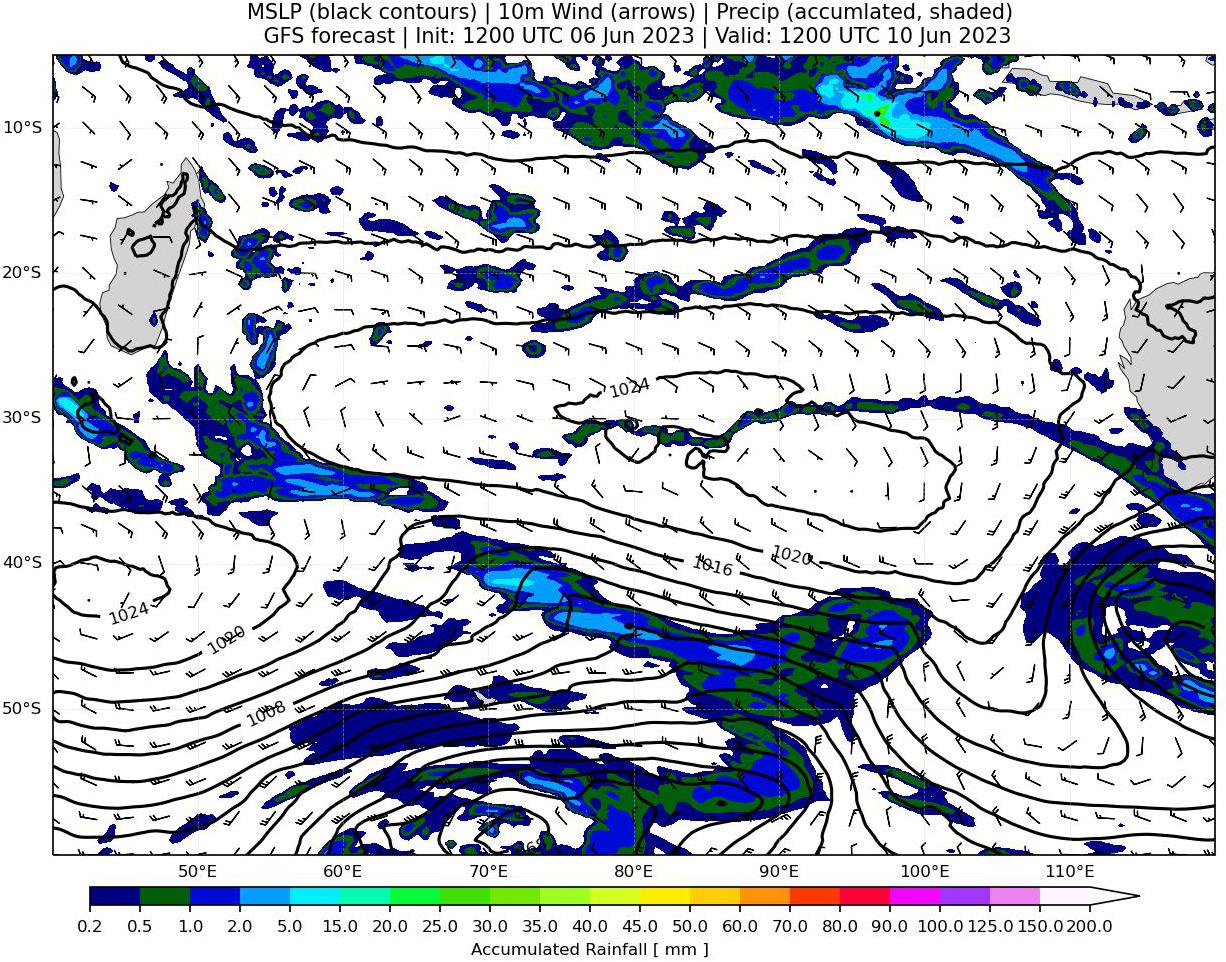 MSLP (black contours) | 10m Wind (arrows) | Precip (accumlated, shaded)
GFS forecast | Init: 1200 UTC 06 Jun 2023 | Valid: 1200 UTC 10 Jun 2023
10°S
20°S
1024
30°S
1020
1016
40°S
1024
1020
1008
50°S
50°E 60°E 70°E 80°E 90°E 100°E 110°E
0.2 0.5 1.0 2.0 5.0 10.0 15.0 20.0 25.0 30.0 35.0 40.0 45.0 50.0 60.0 70.0 80.0 90.0 100.0 125.0 150.0 200.0
Accumulated Rainfall [ mm ]